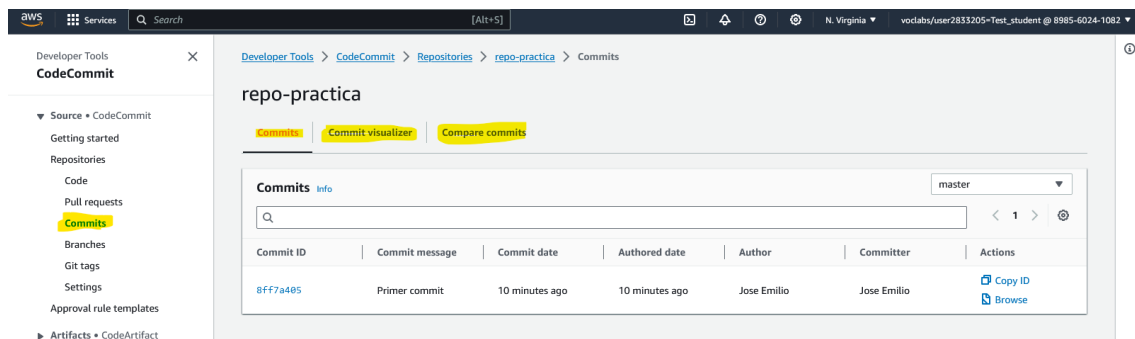 aws Services Search [Alt+S] N. Virginia ▼ voclabs/user2833205=Test_student @ 8985-6024-1082 ▼
Developer Tools
CodeCommit
Source • CodeCommit
Getting started
Repositories
Code
Pull requests
Commits
Branches
Git tags
Settings
Approval rule templates
Artifacts • CodeArtifact
Developer Tools > CodeCommit > Repositories > repo-practica > Commits
repo-practica
Commits Commit visualizer Compare commits
Commits Info master
1
Commit ID Commit message Commit date Authored date Author Committer Actions
8ff7a405 Primer commit 10 minutes ago 10 minutes ago Jose Emilio Jose Emilio Copy ID
Browse